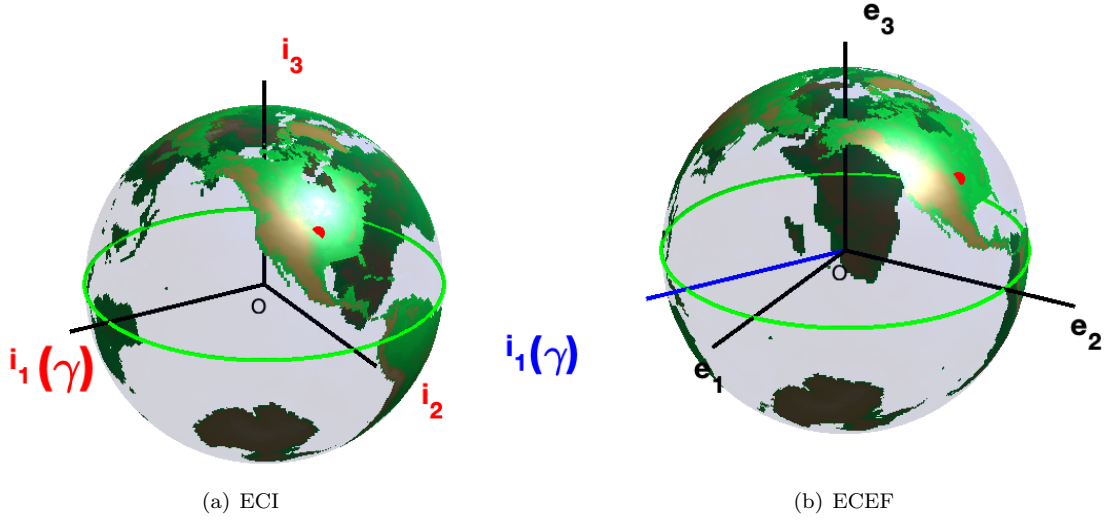 i₃
O
i₁(γ)
i₂
(a) ECI
e₃
O
i₁(γ)
e₁
e₂
(b) ECEF